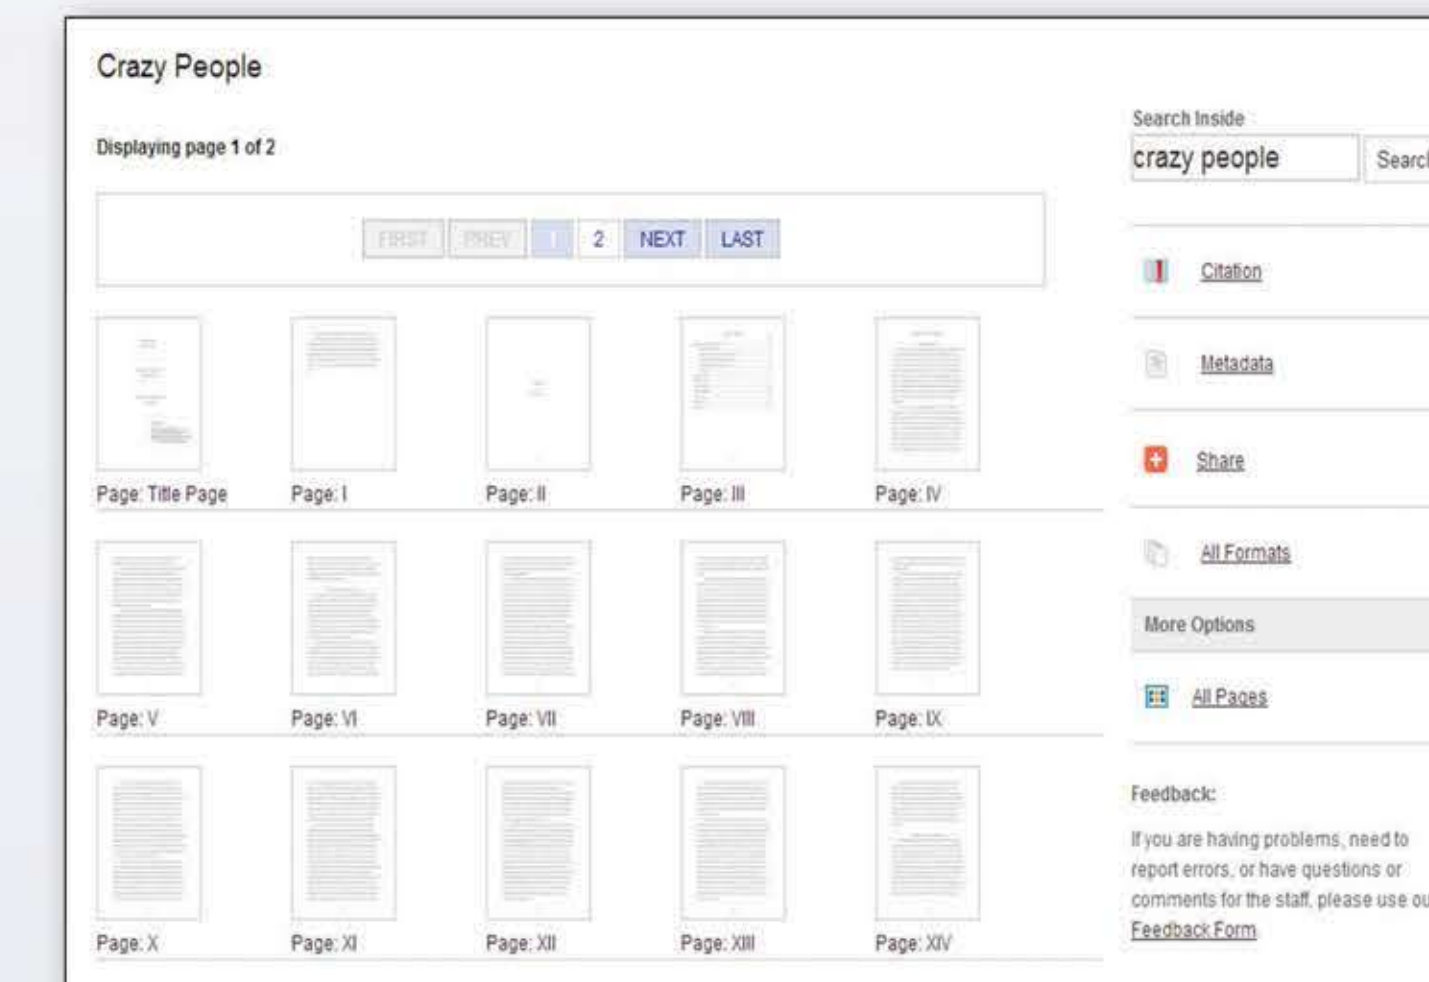 Crazy People
Displaying page 1 of 2
FIRST PREV 1 2 NEXT LAST
Page: Title Page Page: I Page: II Page: III Page: IV
Page: V Page: VI Page: VII Page: VIII Page: IX
Page: X Page: XI Page: XII Page: XIII Page: XIV
Search Inside
crazy people Search
Citation
Metadata
Share
All Formats
More Options
All Pages
Feedback:
If you are having problems, need to
report errors, or have questions or
comments for the staff, please use ou
Feedback Form